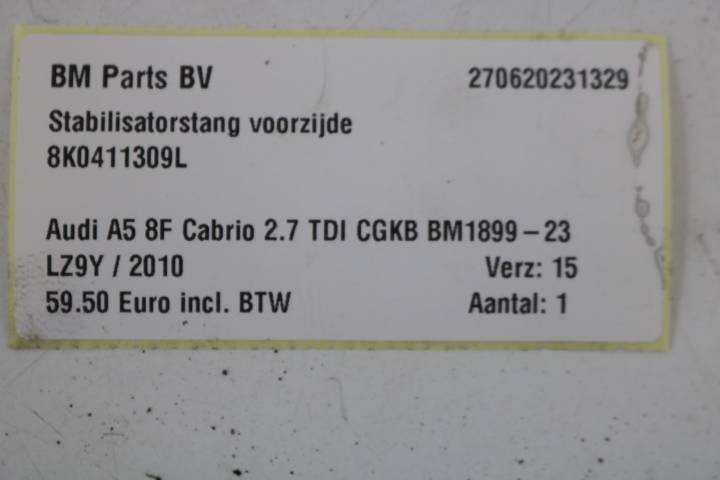 BM Parts BV 270620231329
Stabilisatorstang voorzijde
8K0411309L
Audi A5 8F Cabrio 2.7 TDI CGKB BM1899-23
LZ9Y / 2010 Verz: 15
59.50 Euro incl. BTW Aantal: 1